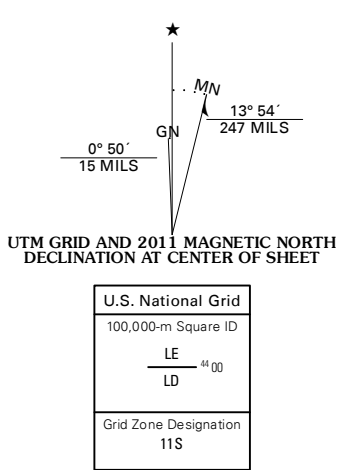 ★
MN
GN
13° 54´
247 MILS
0° 50´
15 MILS
UTM GRID AND 2011 MAGNETIC NORTH
DECLINATION AT CENTER OF SHEET
U.S. National Grid
100,000-m Square ID
LE
44 00
LD
Grid Zone Designation
11S